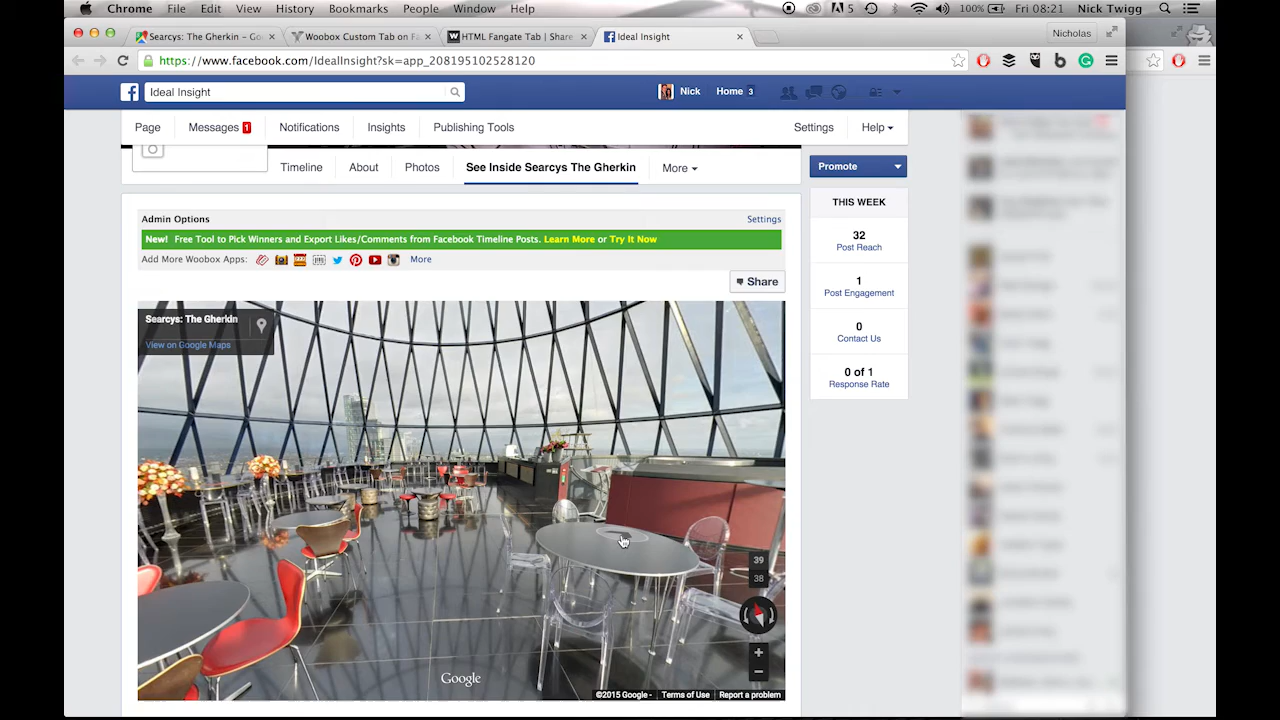 Chrome File Edit View History Bookmarks People Window Help 5 100% Fri 08:21 Nick Twigg
Searcys: The Gherkin – Go
Woobox Custom Tab on F
HTML Fangate Tab | Share
Ideal Insight
Nicholas
https://www.facebook.com/IdealInsight?sk=app_208195102528120
Ideal Insight
Nick
Home 3
Page Messages 1 Notifications Insights Publishing Tools Settings Help
Timeline About Photos See Inside Searcys The Gherkin More
Promote
THIS WEEK
32
Post Reach
1
Post Engagement
0
Contact Us
0 of 1
Response Rate
Admin Options
Settings
New! Free Tool to Pick Winners and Export Likes/Comments from Facebook Timeline Posts. Learn More or Try It Now
Add More Woobox Apps: More
Share
Searcys: The Gherkin
View on Google Maps
39
38
Google
©2015 Google - Terms of Use Report a problem